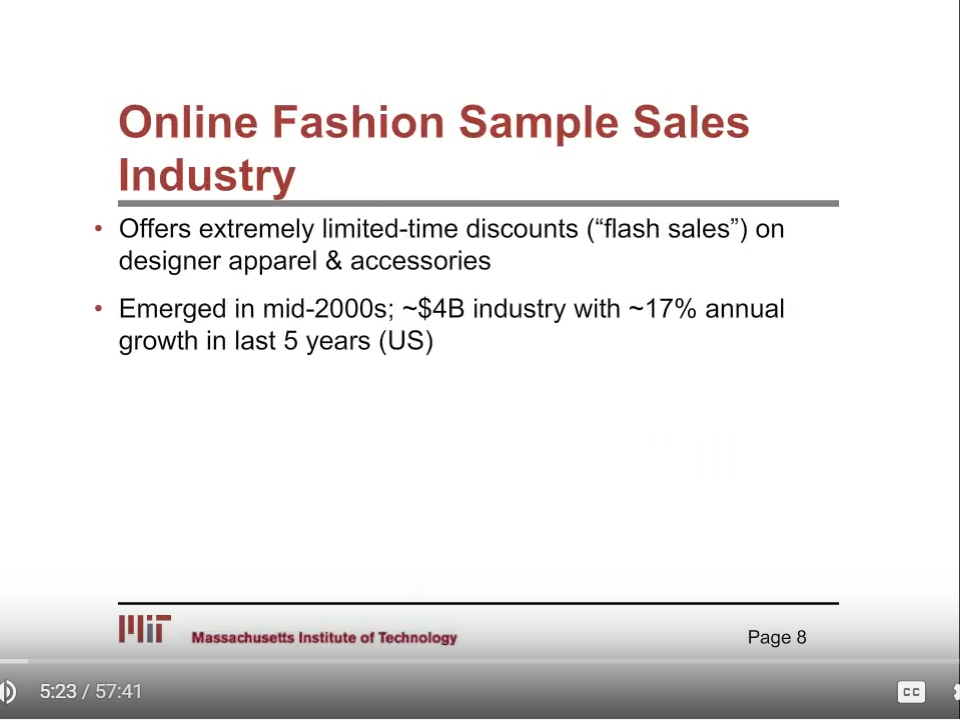 Online Fashion Sample Sales
Industry
• Offers extremely limited-time discounts (“flash sales”) on
designer apparel & accessories
• Emerged in mid-2000s; ~$4B industry with ~17% annual
growth in last 5 years (US)
MIT Massachusetts Institute of Technology Page 8
5:23 / 57:41 CC